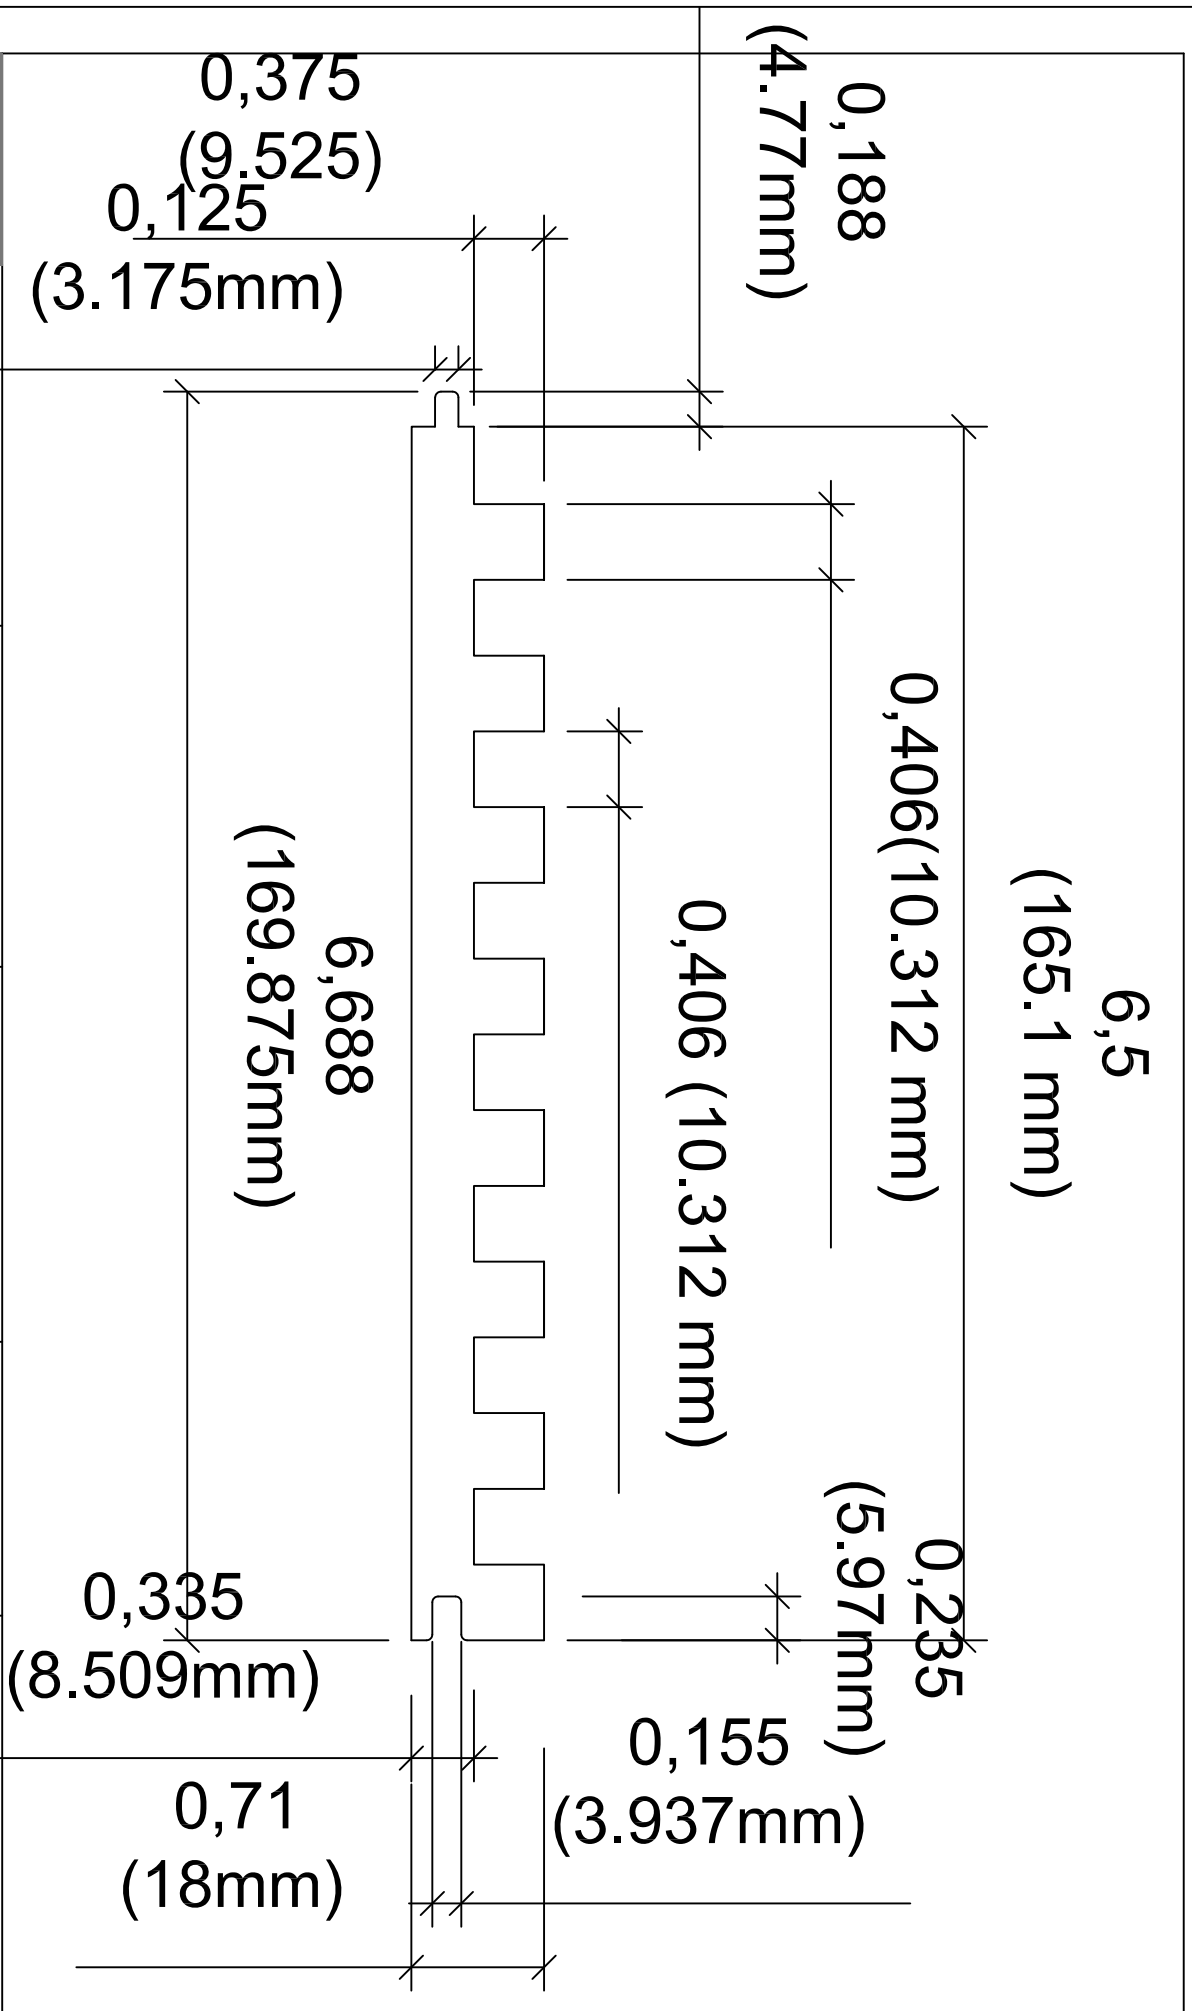 0,375
(9.525)
0,125
(3.175mm)
0,188
(4.77mm)
0,406(10.312 mm)
6,5
(165.1 mm)
0,406 (10.312 mm)
6,688
(169.875mm)
0,235
(5.97mm)
0,335
(8.509mm)
0,155
(3.937mm)
0,71
(18mm)